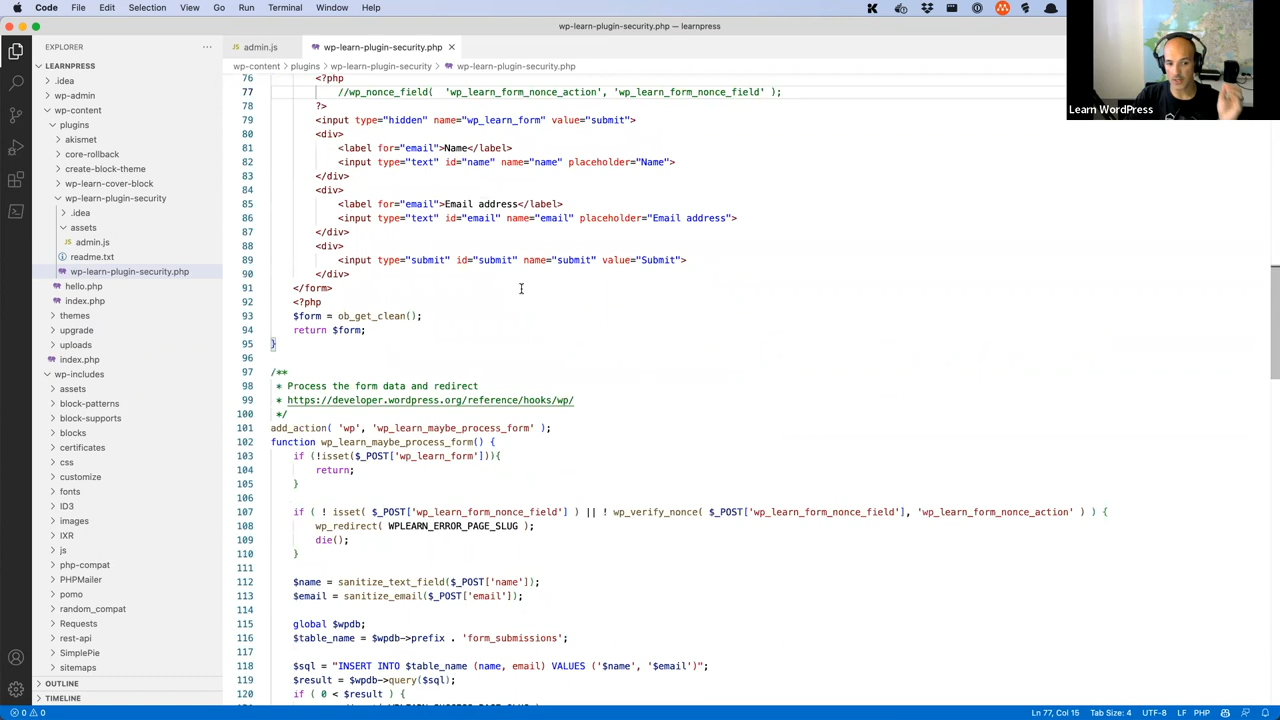 Code File Edit Selection View Go Run Terminal Window Help
wp-learn-plugin-security.php — learnpress
Learn WordPress
EXPLORER
LEARNPRESS
.idea
wp-admin
wp-content
plugins
akismet
core-rollback
create-block-theme
wp-learn-cover-block
wp-learn-plugin-security
.idea
assets
admin.js
readme.txt
wp-learn-plugin-security.php
hello.php
index.php
themes
upgrade
uploads
index.php
wp-includes
assets
block-patterns
block-supports
blocks
certificates
css
customize
fonts
ID3
images
IXR
js
php-compat
PHPMailer
pomo
random_compat
Requests
rest-api
SimplePie
sitemaps
OUTLINE
TIMELINE
admin.js wp-learn-plugin-security.php
wp-content > plugins > wp-learn-plugin-security > wp-learn-plugin-security.php
76 <?php
77 //wp_nonce_field( 'wp_learn_form_nonce_action', 'wp_learn_form_nonce_field' );
78 ?>
79 <input type="hidden" name="wp_learn_form" value="submit">
80 <div>
81 <label for="email">Name</label>
82 <input type="text" id="name" name="name" placeholder="Name">
83 </div>
84 <div>
85 <label for="email">Email address</label>
86 <input type="text" id="email" name="email" placeholder="Email address">
87 </div>
88 <div>
89 <input type="submit" id="submit" name="submit" value="Submit">
90 </div>
91 </form>
92 <?php
93 $form = ob_get_clean();
94 return $form;
95 }
96
97 /**
98 * Process the form data and redirect
99 * https://developer.wordpress.org/reference/hooks/wp/
100 */
101 add_action( 'wp', 'wp_learn_maybe_process_form' );
102 function wp_learn_maybe_process_form() {
103 if (!isset($_POST['wp_learn_form'])){
104 return;
105 }
106
107 if ( ! isset( $_POST['wp_learn_form_nonce_field'] ) || ! wp_verify_nonce( $_POST['wp_learn_form_nonce_field'], 'wp_learn_form_nonce_action' ) ) {
108 wp_redirect( WPLEARN_ERROR_PAGE_SLUG );
109 die();
110 }
111
112 $name = sanitize_text_field($_POST['name']);
113 $email = sanitize_email($_POST['email']);
114
115 global $wpdb;
116 $table_name = $wpdb->prefix . 'form_submissions';
117
118 $sql = "INSERT INTO $table_name (name, email) VALUES ('$name', '$email')";
119 $result = $wpdb->query($sql);
120 if ( 0 < $result ) {
0 0 Ln 77, Col 15 Tab Size: 4 UTF-8 LF PHP